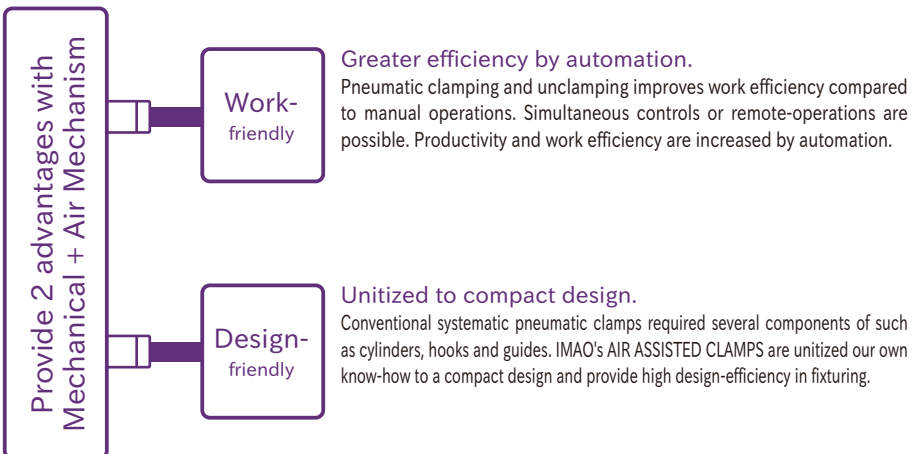 Provide 2 advantages with
Mechanical + Air Mechanism
Work-
friendly
Greater efficiency by automation.
Pneumatic clamping and unclamping improves work efficiency compared
to manual operations. Simultaneous controls or remote-operations are
possible. Productivity and work efficiency are increased by automation.
Design-
friendly
Unitized to compact design.
Conventional systematic pneumatic clamps required several components of such
as cylinders, hooks and guides. IMAO's AIR ASSISTED CLAMPS are unitized our own
know-how to a compact design and provide high design-efficiency in fixturing.